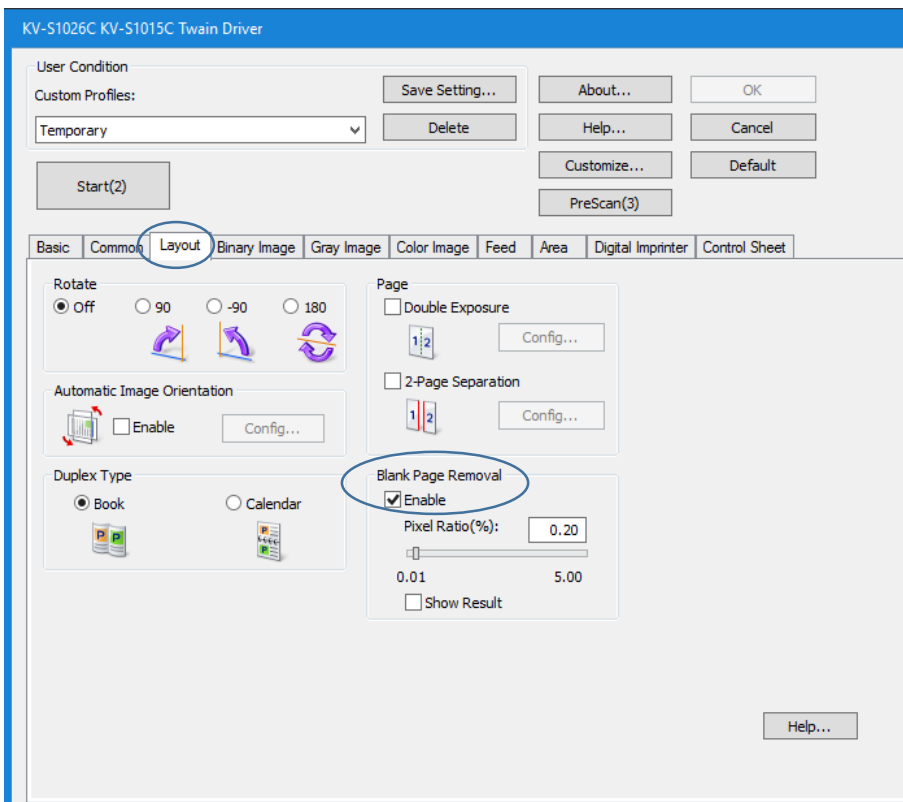 KV-S1026C KV-S1015C Twain Driver
User Condition
Custom Profiles:
Save Setting...
Temporary
Delete
About...
OK
Help...
Cancel
Customize...
Default
Start(2)
PreScan(3)
Basic Common Layout Binary Image Gray Image Color Image Feed Area Digital Imprinter Control Sheet
Rotate
Off 90 -90 180
Automatic Image Orientation
Enable Config...
Duplex Type
Book Calendar
P P
P
P
Page
Double Exposure
1 2 Config...
2-Page Separation
1 2 Config...
Blank Page Removal
Enable
Pixel Ratio(%): 0.20
0.01 5.00
Show Result
Help...